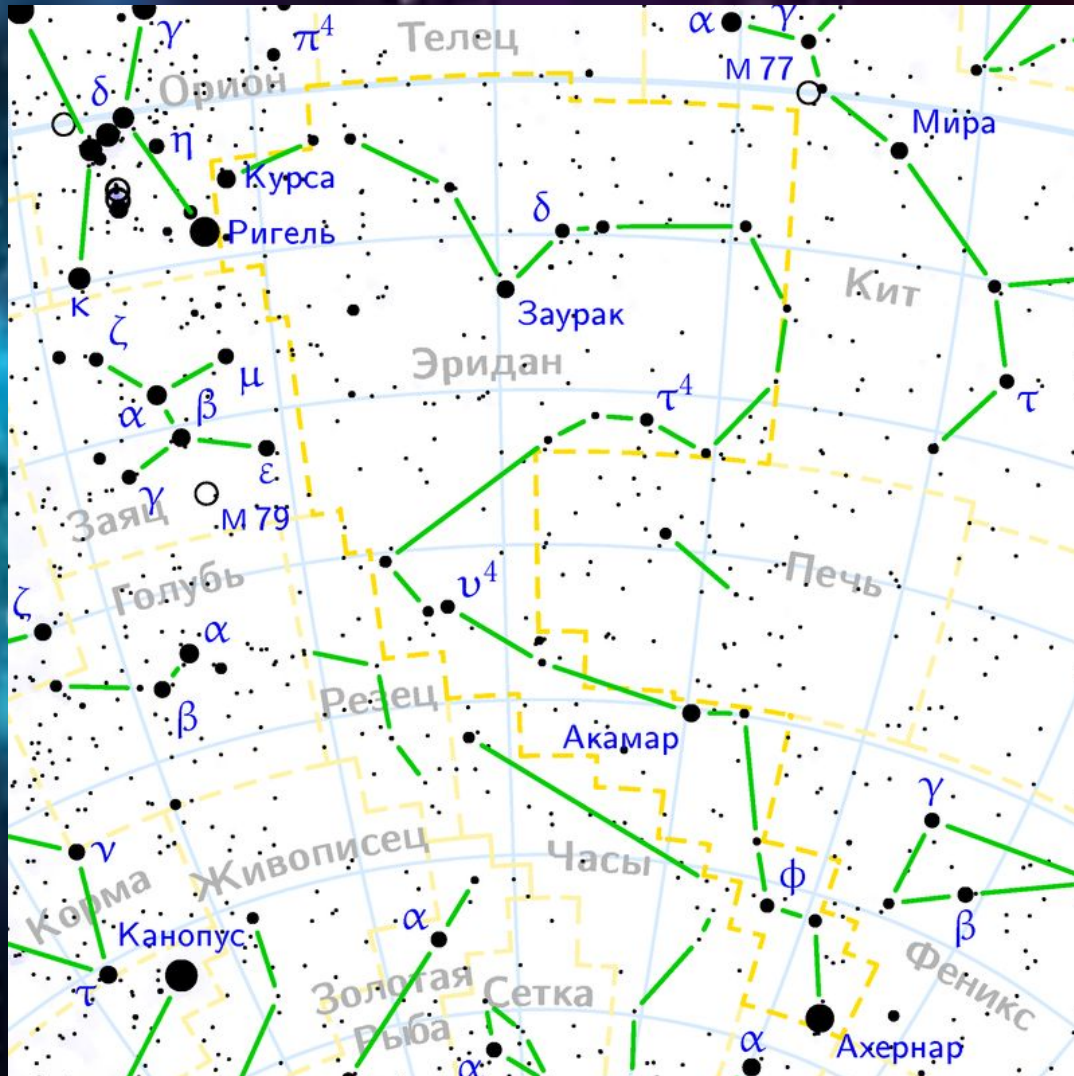 γ
π⁴
Телец
α
γ
M 77
Орион
δ
η
Мира
Курса
δ
Ригель
κ
Заурак
Кит
ζ
μ
Эридан
α
β
τ⁴
τ
ε
γ
M 79
Заяц
Голубь
υ⁴
Печь
ζ
α
β
Резец
Акамар
γ
ν
Живописец
Часы
φ
Корма
Канопус
α
β
τ
Золотая
Рыба
Сетка
Феникс
α
α
Ахернар